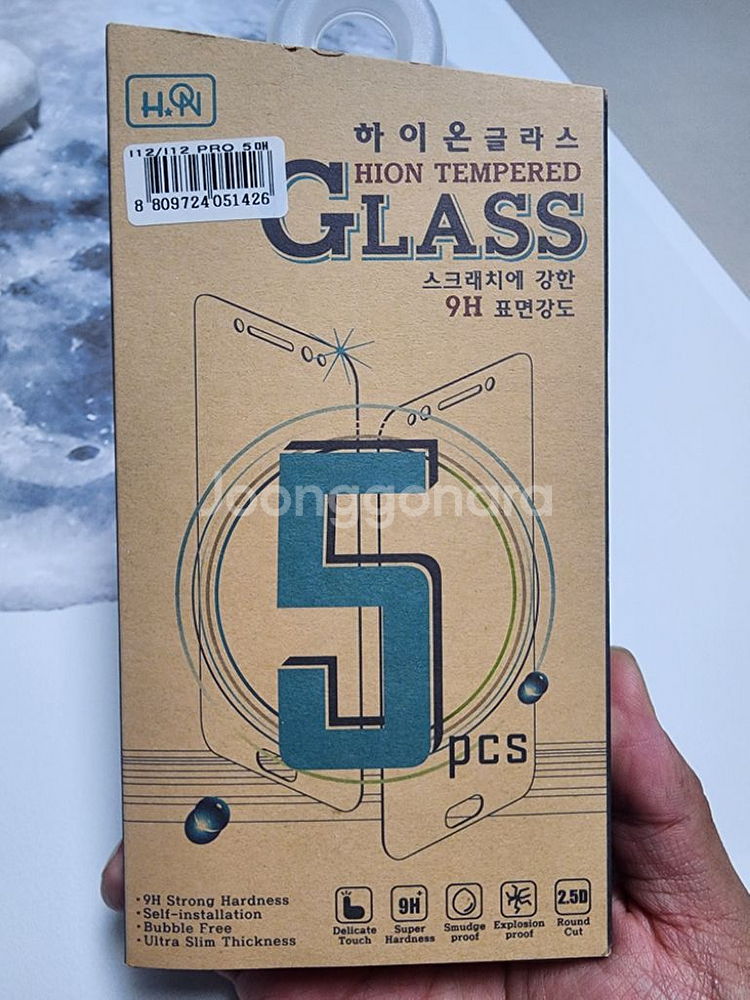 H★ON
I12/I12 PRO 5매
8 809724 051426
하이온글라스
HION TEMPERED
GLASS
스크래치에 강한
9H 표면강도
5
pcs
Joonggonara
·9H Strong Hardness
·Self-installation
·Bubble Free
·Ultra Slim Thickness
Delicate
Touch
9H+
Super
Hardness
Smudge
proof
Explosion
proof
2.5D
Round
Cut